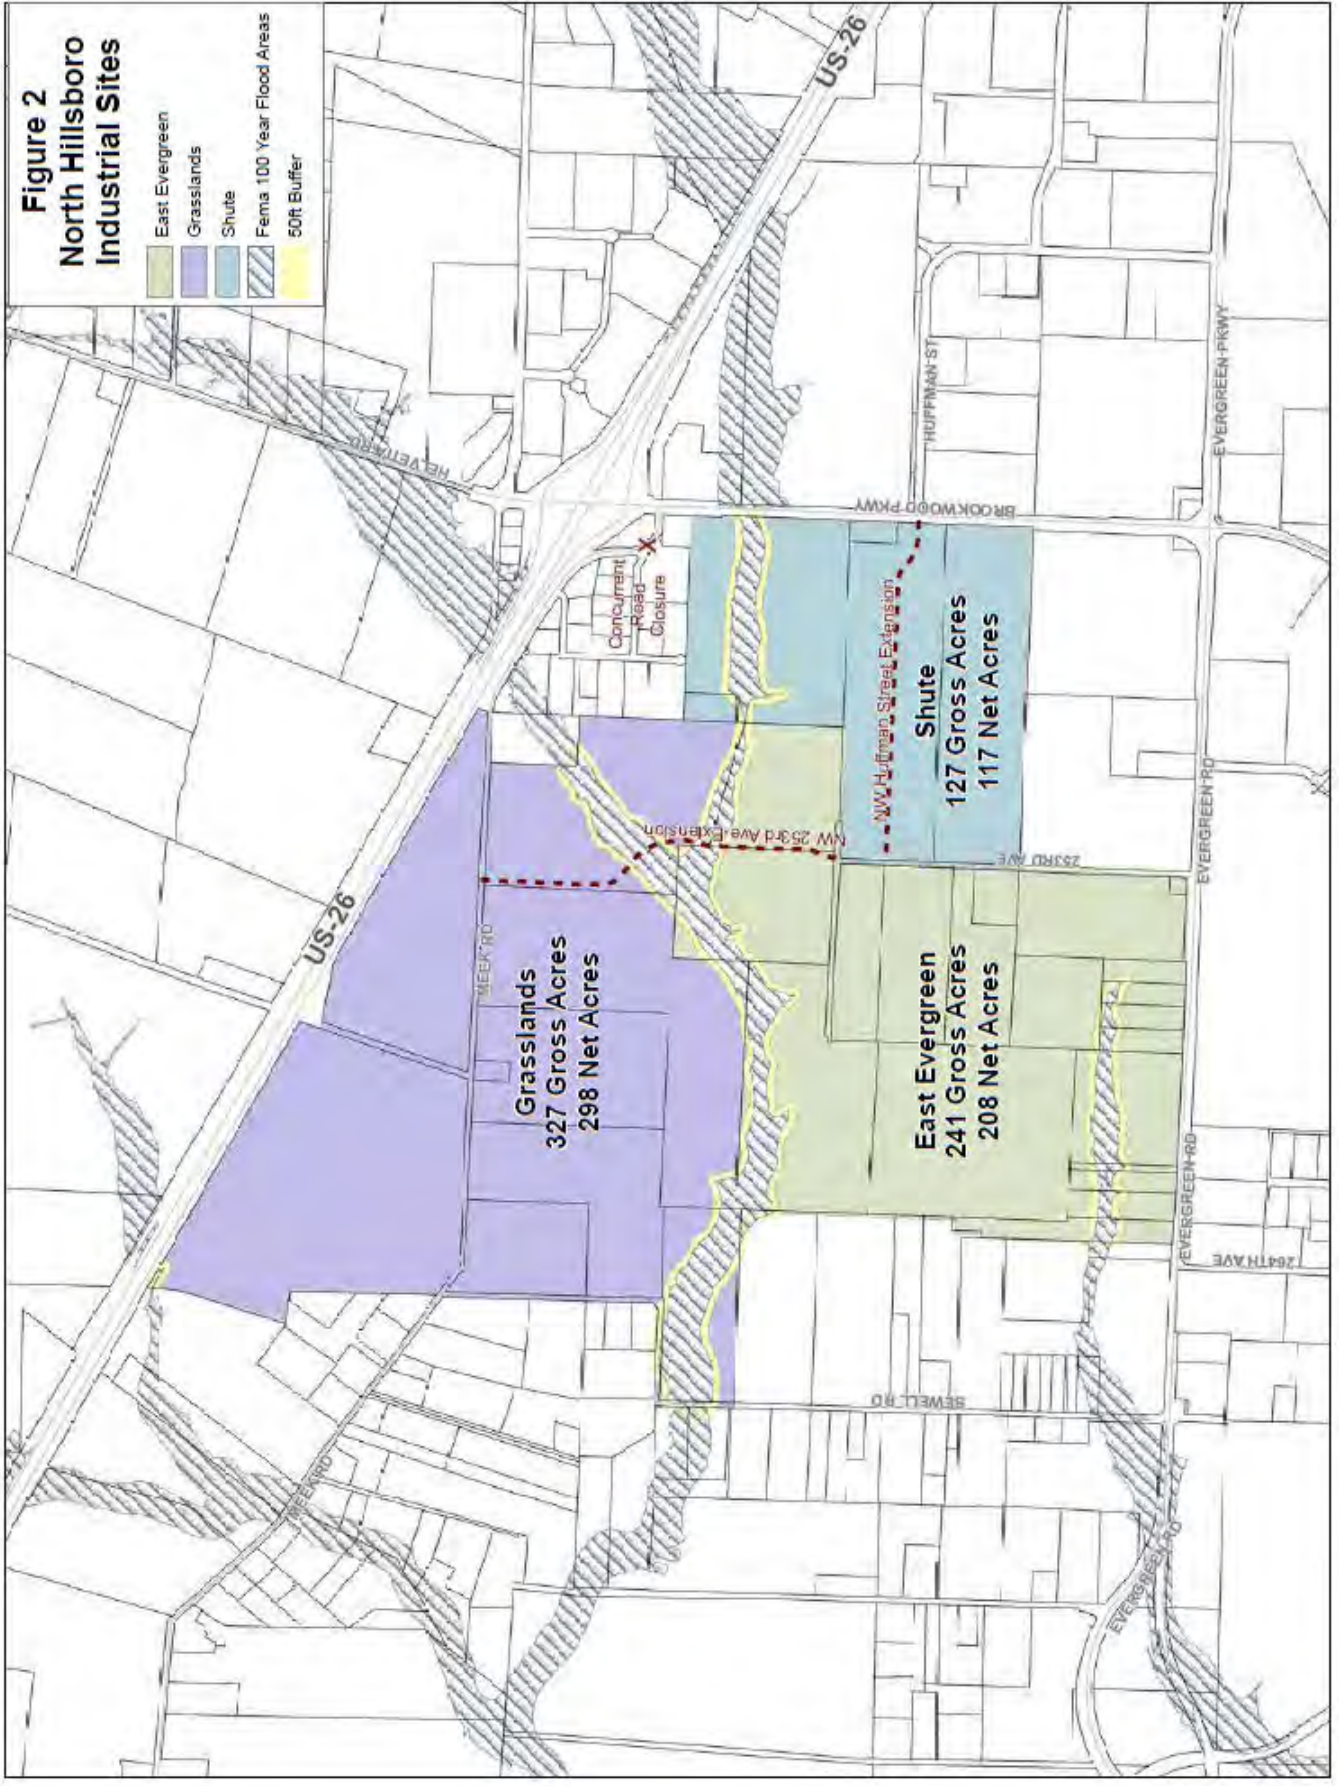 Figure 2
North Hillsboro
Industrial Sites
East Evergreen
Grasslands
Shute
Fema 100 Year Flood Areas
50ft Buffer
US-26
US-26
HELVETIA RD
MEEK RD
MEEK RD
Grasslands
327 Gross Acres
298 Net Acres
Concurrent
Road
Closure
X
NW 253rd Ave Extension
NW Huffman Street Extension
HUFFMAN ST
BROOKWOOD PKWY
EVERGREEN PKWY
Shute
127 Gross Acres
117 Net Acres
253RD AVE
East Evergreen
241 Gross Acres
208 Net Acres
SEWELL RD
264TH AVE
EVERGREEN RD
EVERGREEN RD
EVERGREEN RD